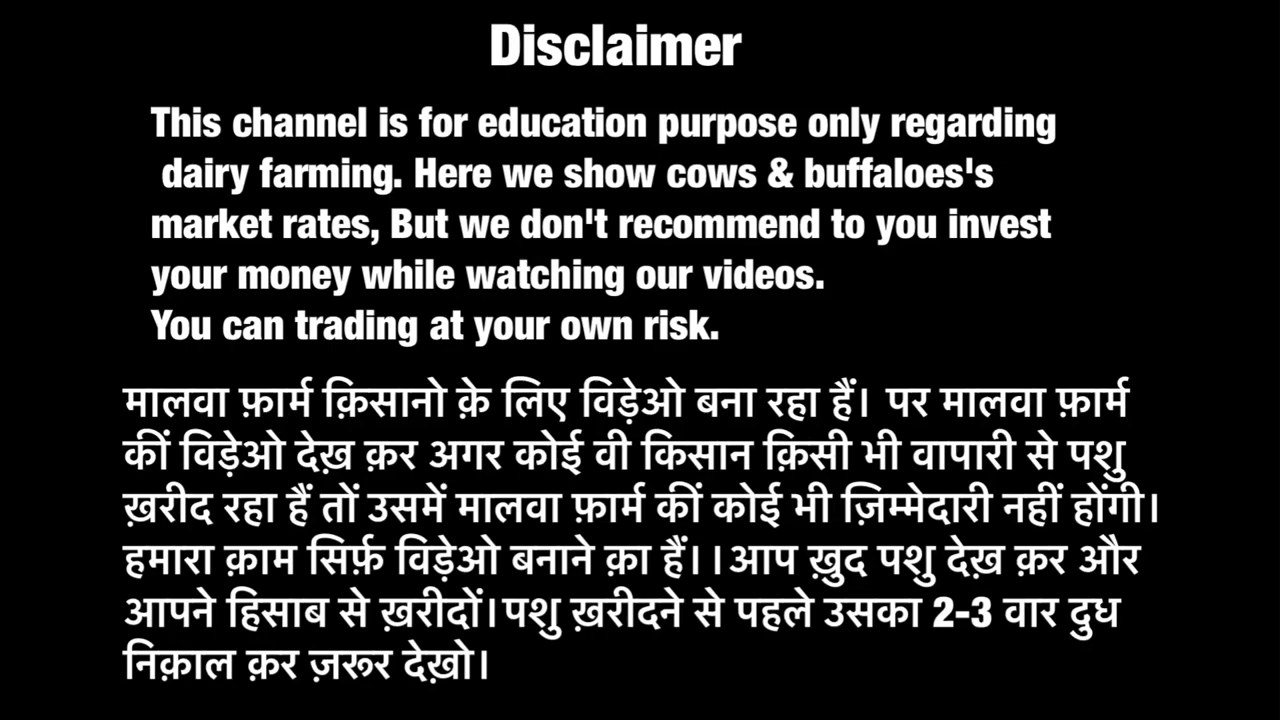 Disclaimer
This channel is for education purpose only regarding
dairy farming. Here we show cows & buffaloes's
market rates, But we don't recommend to you invest
your money while watching our videos.
You can trading at your own risk.
मालवा फ़ार्म क़िसानो क़े लिए विड़ेओ बना रहा हैं। पर मालवा फ़ार्म
कीं विड़ेओ देख़ क़र अगर कोई वी किसान क़िसी भी वापारी से पशु
ख़रीद रहा हैं तों उसमें मालवा फ़ार्म कीं कोई भी ज़िम्मेदारी नहीं होंगी।
हमारा क़ाम सिर्फ़ विड़ेओ बनाने क़ा हैं।।आप ख़ुद पशु देख़ क़र और
आपने हिसाब से ख़रीदों।पशु ख़रीदने से पहले उसका 2-3 वार दुध
निक़ाल क़र ज़रूर देख़ो।